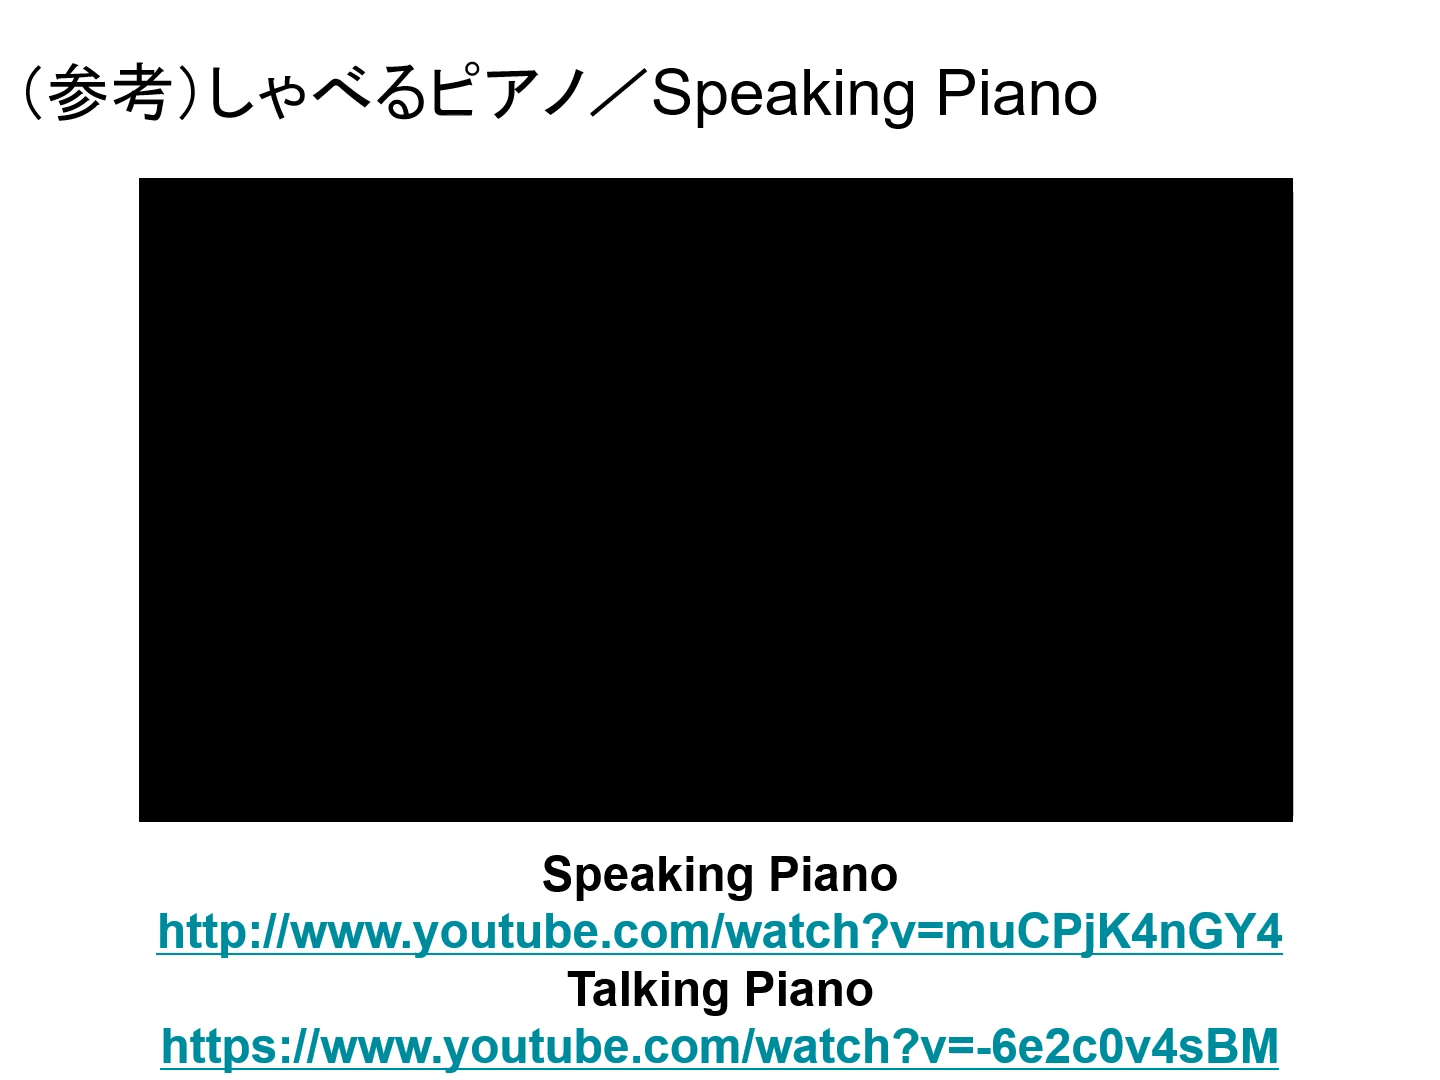 （参考）しゃべるピアノ／Speaking Piano
Speaking Piano
http://www.youtube.com/watch?v=muCPjK4nGY4
Talking Piano
https://www.youtube.com/watch?v=-6e2c0v4sBM